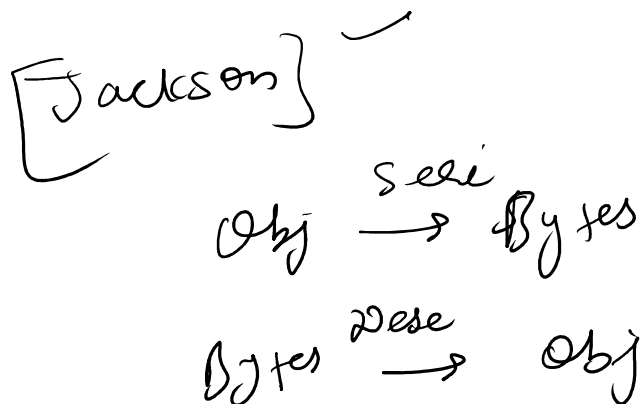 [Jackson]
Seri
Obj → Bytes
Dese
Bytes → Obj